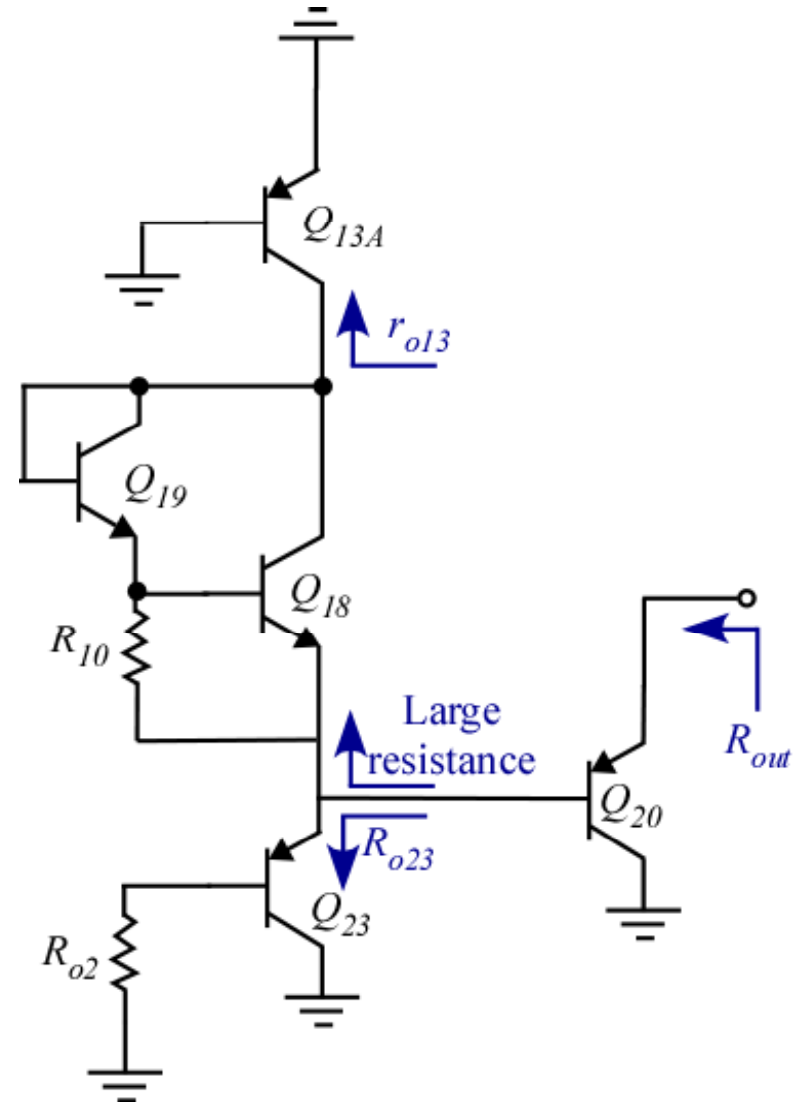 Q13A
ro13
Q19
Q18
R10
Large
resistance
Rout
Q20
Ro23
Q23
Ro2